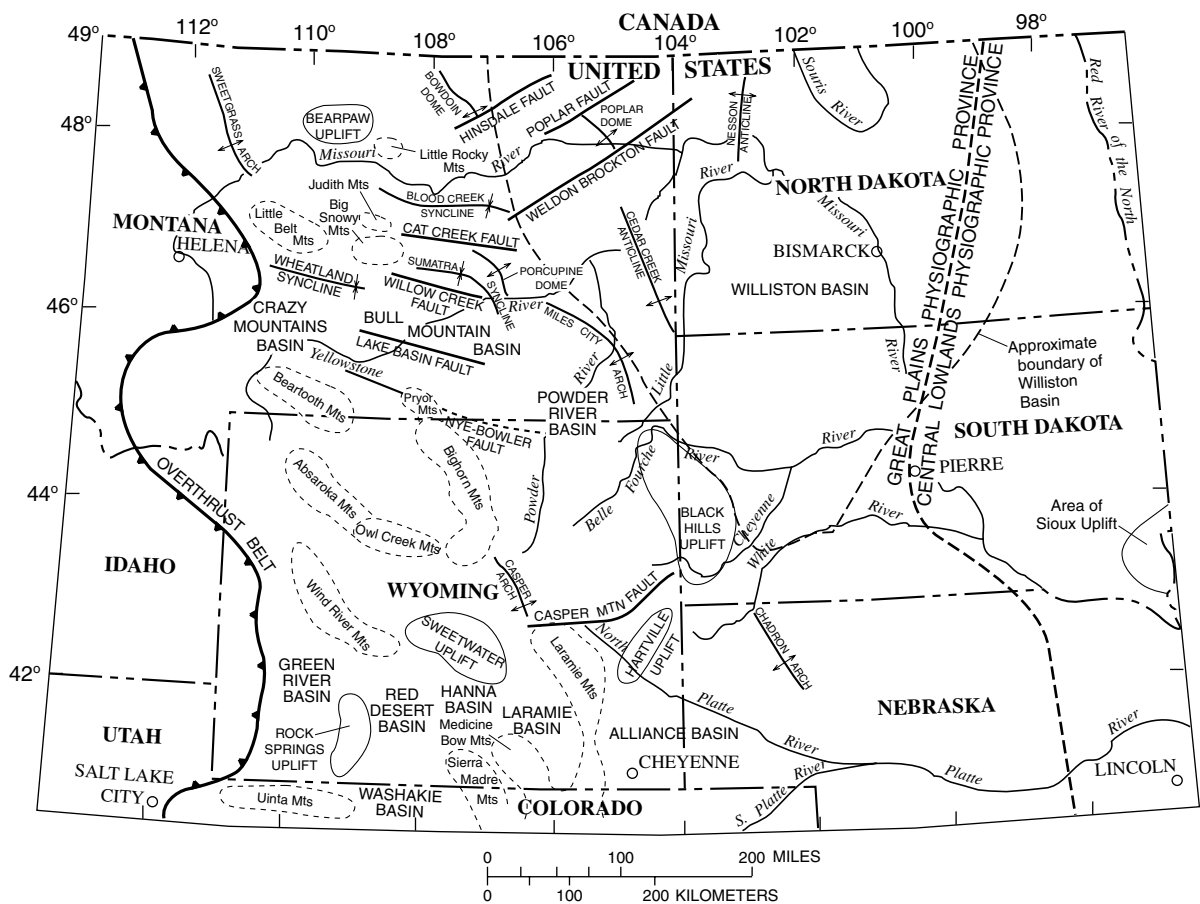 CANADA
UNITED STATES
49°
112°
110°
108°
106°
104°
102°
100°
98°
48°
46°
44°
42°
SWEETGRASS ARCH
BEARPAW
UPLIFT
BOWDOIN
DOME
HINSDALE FAULT
POPLAR FAULT
POPLAR
DOME
WELDON BROCKTON FAULT
NESSON
ANTICLINE
Souris
River
Red River of the North
Missouri
River
Little Rocky
Mts
River
NORTH DAKOTA
Missouri
River
Judith Mts
BLOOD CREEK
SYNCLINE
Big
Snowy
Mts
Little
Belt
Mts
MONTANA
HELENA
CAT CREEK FAULT
CEDAR CREEK
ANTICLINE
Little
Missouri
BISMARCK
WILLISTON BASIN
WHEATLAND
SYNCLINE
SUMATRA
SYNCLINE
PORCUPINE
DOME
WILLOW CREEK
FAULT
River
MILES CITY
ARCH
CRAZY
MOUNTAINS
BASIN
BULL
MOUNTAIN
BASIN
LAKE BASIN FAULT
Yellowstone
River
Approximate
boundary of
Williston
Basin
GREAT PLAINS PHYSIOGRAPHIC PROVINCE
CENTRAL LOWLANDS PHYSIOGRAPHIC PROVINCE
Beartooth Mts
Pryor
Mts
NYE-BOWLER
FAULT
POWDER
RIVER
BASIN
SOUTH DAKOTA
PIERRE
River
River
OVERTHRUST BELT
Absaroka Mts
Bighorn Mts
Owl Creek Mts
Powder
Belle
Fourche
BLACK
HILLS
UPLIFT
Cheyenne
White
River
Area of
Sioux Uplift
IDAHO
WYOMING
Wind River Mts
CASPER
ARCH
CASPER MTN FAULT
SWEETWATER
UPLIFT
North
Laramie Mts
HARTVILLE
UPLIFT
CHADRON ARCH
GREEN
RIVER
BASIN
RED
DESERT
BASIN
HANNA
BASIN
Medicine
Bow Mts
LARAMIE
BASIN
Platte
NEBRASKA
ROCK
SPRINGS
UPLIFT
Sierra
Madre
Mts
ALLIANCE BASIN
CHEYENNE
River
River
Platte
River
LINCOLN
UTAH
SALT LAKE
CITY
Uinta Mts
WASHAKIE
BASIN
COLORADO
S. Platte
0 100 200 MILES
0 100 200 KILOMETERS